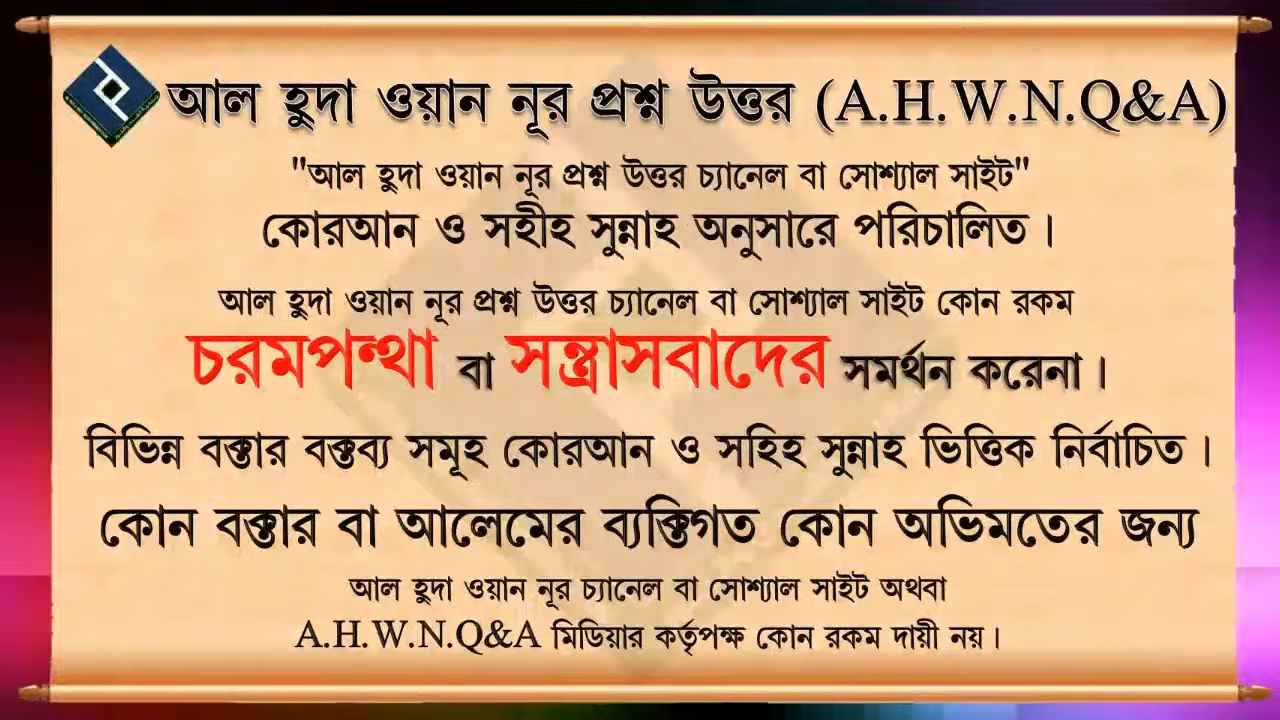 আল হুদা ওয়ান নূর প্রশ্ন উত্তর (A.H.W.N.Q&A)
"আল হুদা ওয়ান নূর প্রশ্ন উত্তর চ্যানেল বা সোশ্যাল সাইট"
কোরআন ও সহীহ সুন্নাহ অনুসারে পরিচালিত।
আল হুদা ওয়ান নূর প্রশ্ন উত্তর চ্যানেল বা সোশ্যাল সাইট কোন রকম
চরমপন্থা বা সন্ত্রাসবাদের সমর্থন করেনা।
বিভিন্ন বক্তার বক্তব্য সমূহ কোরআন ও সহিহ সুন্নাহ ভিত্তিক নির্বাচিত।
কোন বক্তার বা আলেমের ব্যক্তিগত কোন অভিমতের জন্য
আল হুদা ওয়ান নূর চ্যানেল বা সোশ্যাল সাইট অথবা
A.H.W.N.Q&A মিডিয়ার কর্তৃপক্ষ কোন রকম দায়ী নয়।